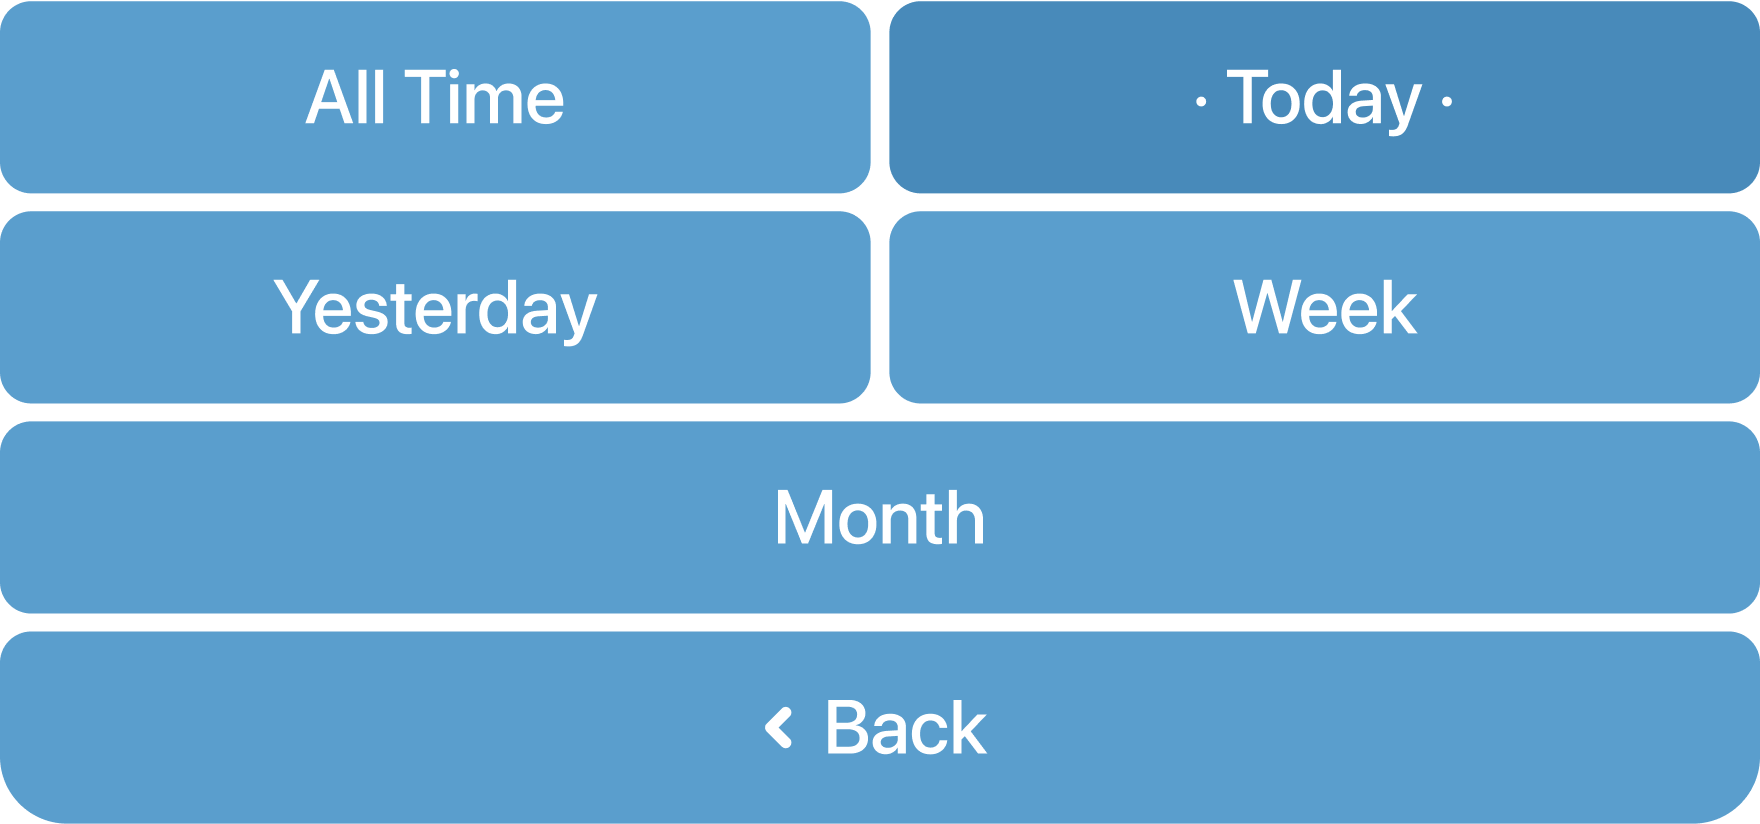 All Time
· Today ·
Yesterday
Week
Month
‹ Back